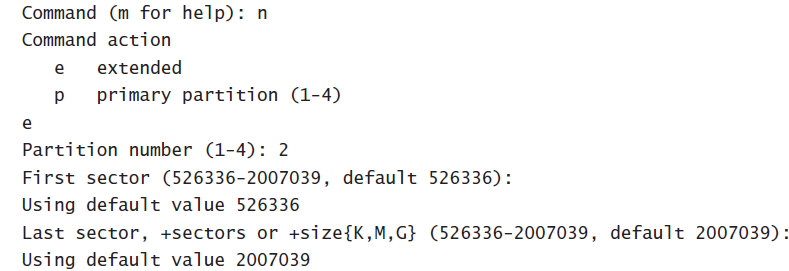 Command (m for help): n
Command action
   e   extended
   p   primary partition (1-4)
e
Partition number (1-4): 2
First sector (526336-2007039, default 526336):
Using default value 526336
Last sector, +sectors or +size{K,M,G} (526336-2007039, default 2007039):
Using default value 2007039